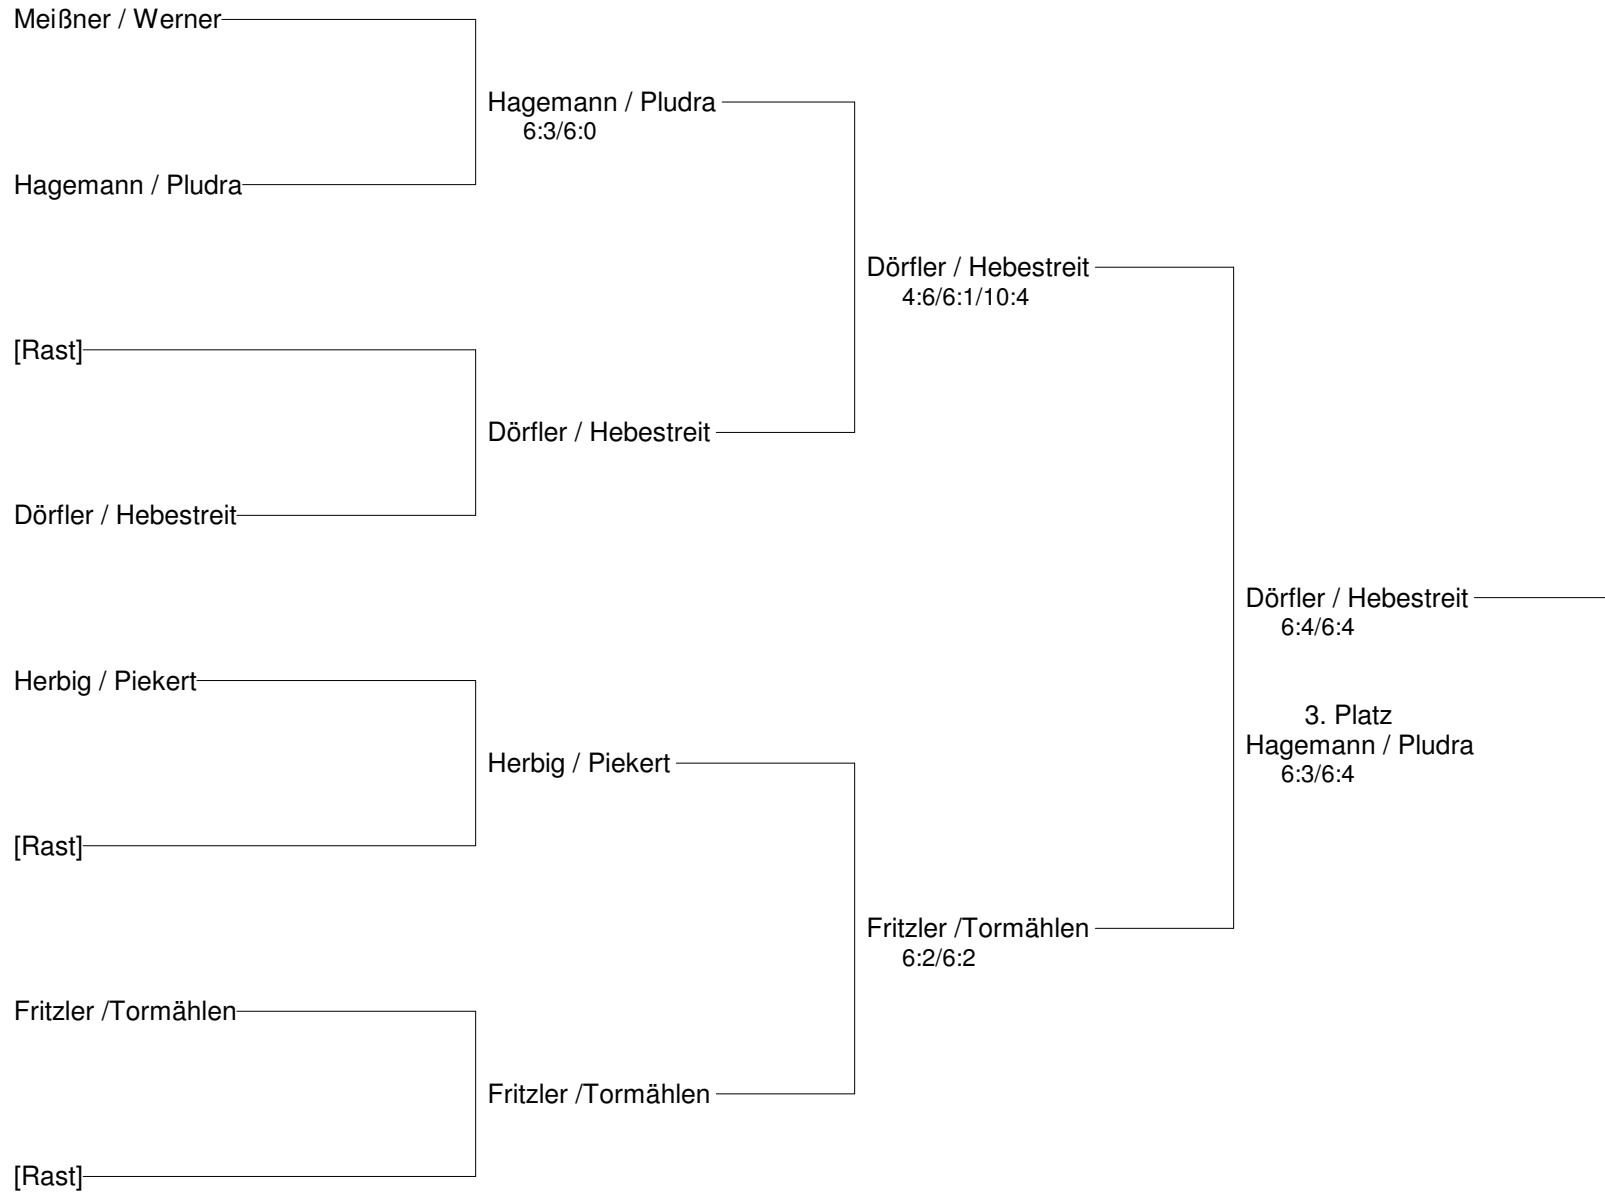 Meißner / Werner
Hagemann / Pludra
[Rast]
Dörfler / Hebestreit
Herbig / Piekert
[Rast]
Fritzler /Tormählen
[Rast]
Hagemann / Pludra
6:3/6:0
Dörfler / Hebestreit
Herbig / Piekert
Fritzler /Tormählen
Dörfler / Hebestreit
4:6/6:1/10:4
Fritzler /Tormählen
6:2/6:2
Dörfler / Hebestreit
6:4/6:4
3. Platz
Hagemann / Pludra
6:3/6:4